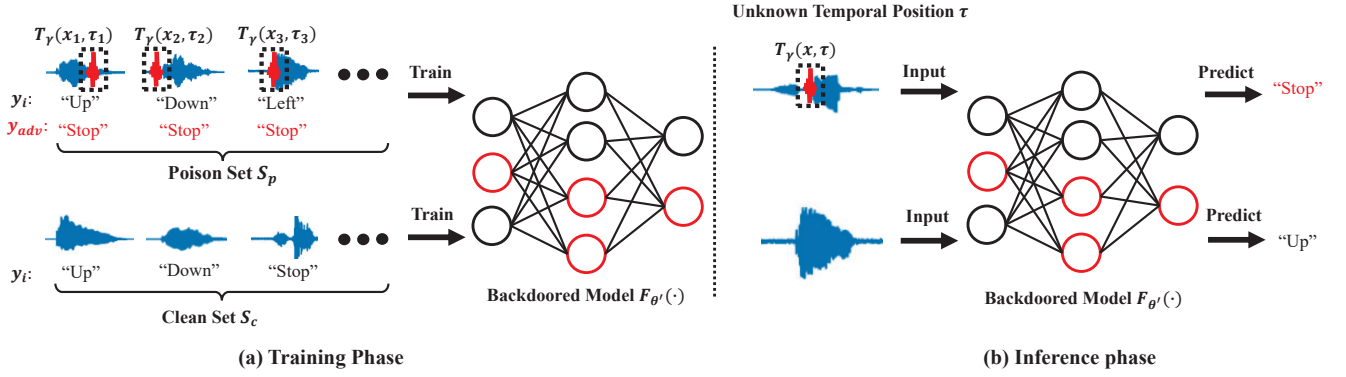 Unknown Temporal Position τ
T_γ(x_1, τ_1) T_γ(x_2, τ_2) T_γ(x_3, τ_3)
Train
y_i: “Up” “Down” “Left”
y_adv: “Stop” “Stop” “Stop”
Poison Set S_p
Train
y_i: “Up” “Down” “Stop”
Clean Set S_c
Backdoored Model F_θ′(·)
(a) Training Phase
T_γ(x, τ)
Input
Predict
“Stop”
Input
Predict
“Up”
Backdoored Model F_θ′(·)
(b) Inference phase